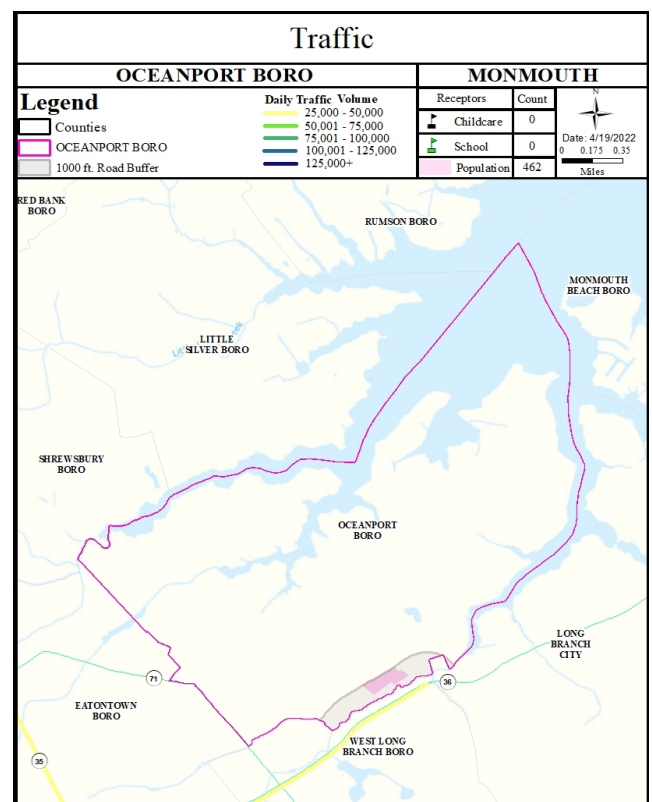 Traffic
OCEANPORT BORO
MONMOUTH
Legend
Counties
OCEANPORT BORO
1000 ft. Road Buffer
Daily Traffic Volume
25,000 - 50,000
50,001 - 75,000
75,001 - 100,000
100,001 - 125,000
125,000+
Receptors Count
Childcare 0
School 0
Population 462
N
Date: 4/19/2022
0 0.175 0.35
Miles
RED BANK
BORO
RUMSON BORO
MONMOUTH
BEACH BORO
LITTLE
SILVER BORO
SHREWSBURY
BORO
OCEANPORT
BORO
LONG
BRANCH
CITY
71
36
EATONTOWN
BORO
WEST LONG
BRANCH BORO
35